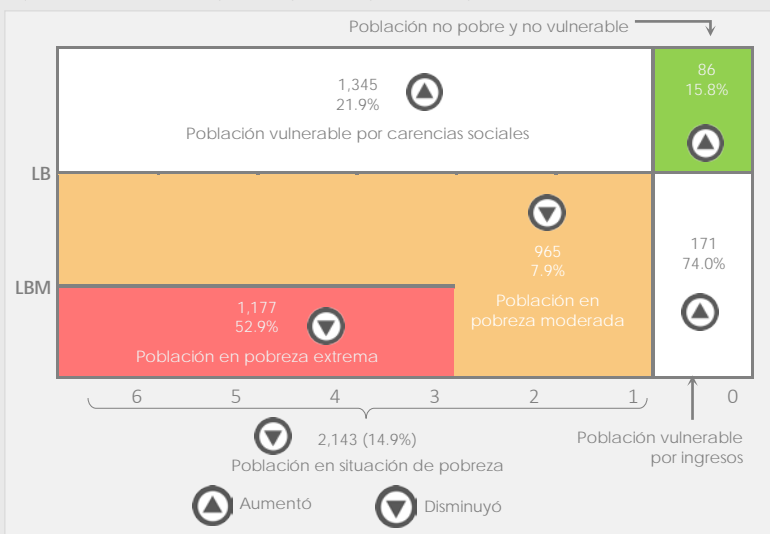 Población no pobre y no vulnerable
1,345
21.9%
Población vulnerable por carencias sociales
86
15.8%
LB
965
7.9%
Población en
pobreza moderada
171
74.0%
LBM
1,177
52.9%
Población en pobreza extrema
6 5 4 3 2 1 0
2,143 (14.9%)
Población en situación de pobreza
Población vulnerable
por ingresos
Aumentó
Disminuyó